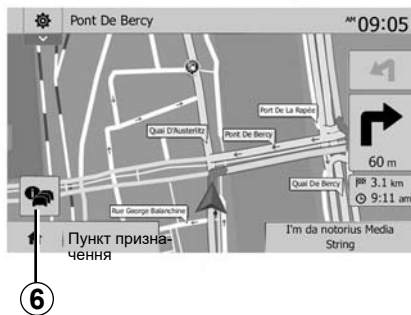 Pont De Bercy
AM 09:05
Port De La Rapée
Quai D'Austerlitz
Pont De Bercy
60 m
Quai De Bercy
3.1 km
9:11 am
Rue George Balanchine
Пункт призна-
чення
I'm da notorius Media
String
6